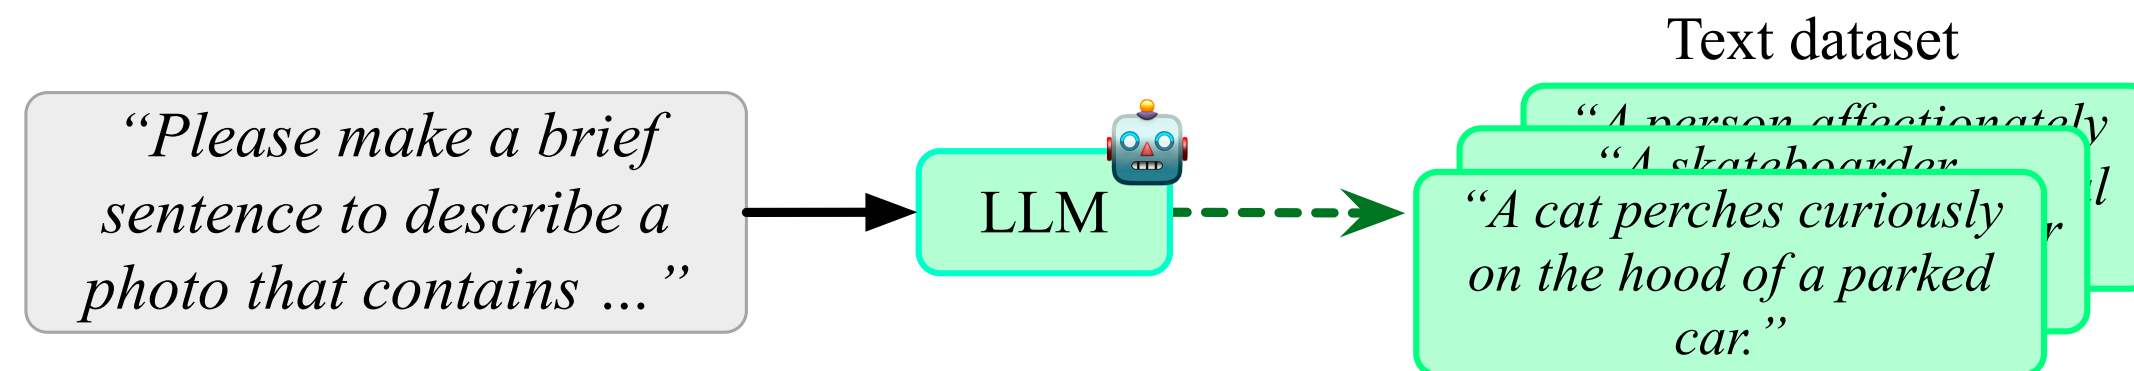 “Please make a brief
sentence to describe a
photo that contains ...”
LLM
Text dataset
“A person affectionately
“A skateboarder
“A cat perches curiously
on the hood of a parked
car.”